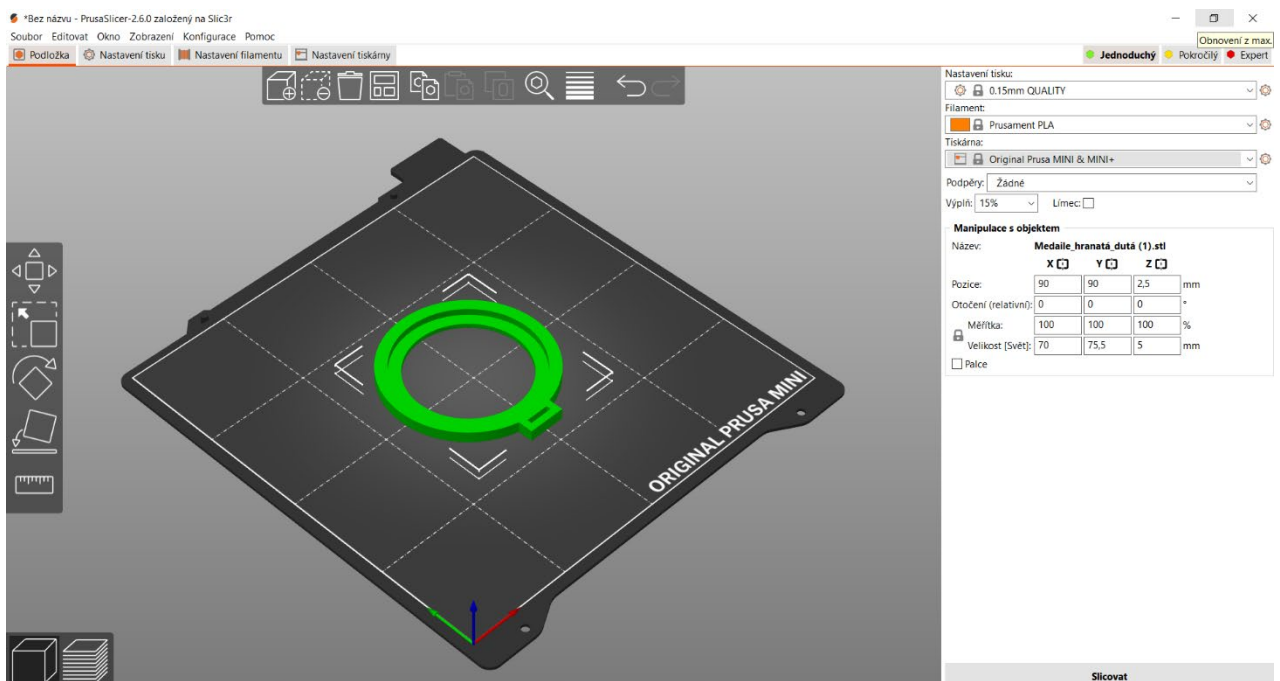 *Bez názvu - PrusaSlicer-2.6.0 založený na Slic3r
Soubor Editovat Okno Zobrazení Konfigurace Pomoc
Obnovení z max.
Podložka Nastavení tisku Nastavení filamentu Nastavení tiskárny Jednoduchý Pokročilý Expert
Nastavení tisku:
0.15mm QUALITY
Filament:
Prusament PLA
Tiskárna:
Original Prusa MINI & MINI+
Podpěry: Žádné
Výplň: 15% Límec:
Manipulace s objektem
Název: Medaile_hranatá_dutá (1).stl
X Y Z
Pozice: 90 90 2,5 mm
Otočení (relativní): 0 0 0 °
Měřítka: 100 100 100 %
Velikost [Svět]: 70 75,5 5 mm
Palce
ORIGINAL PRUSA MINI
Slicovat